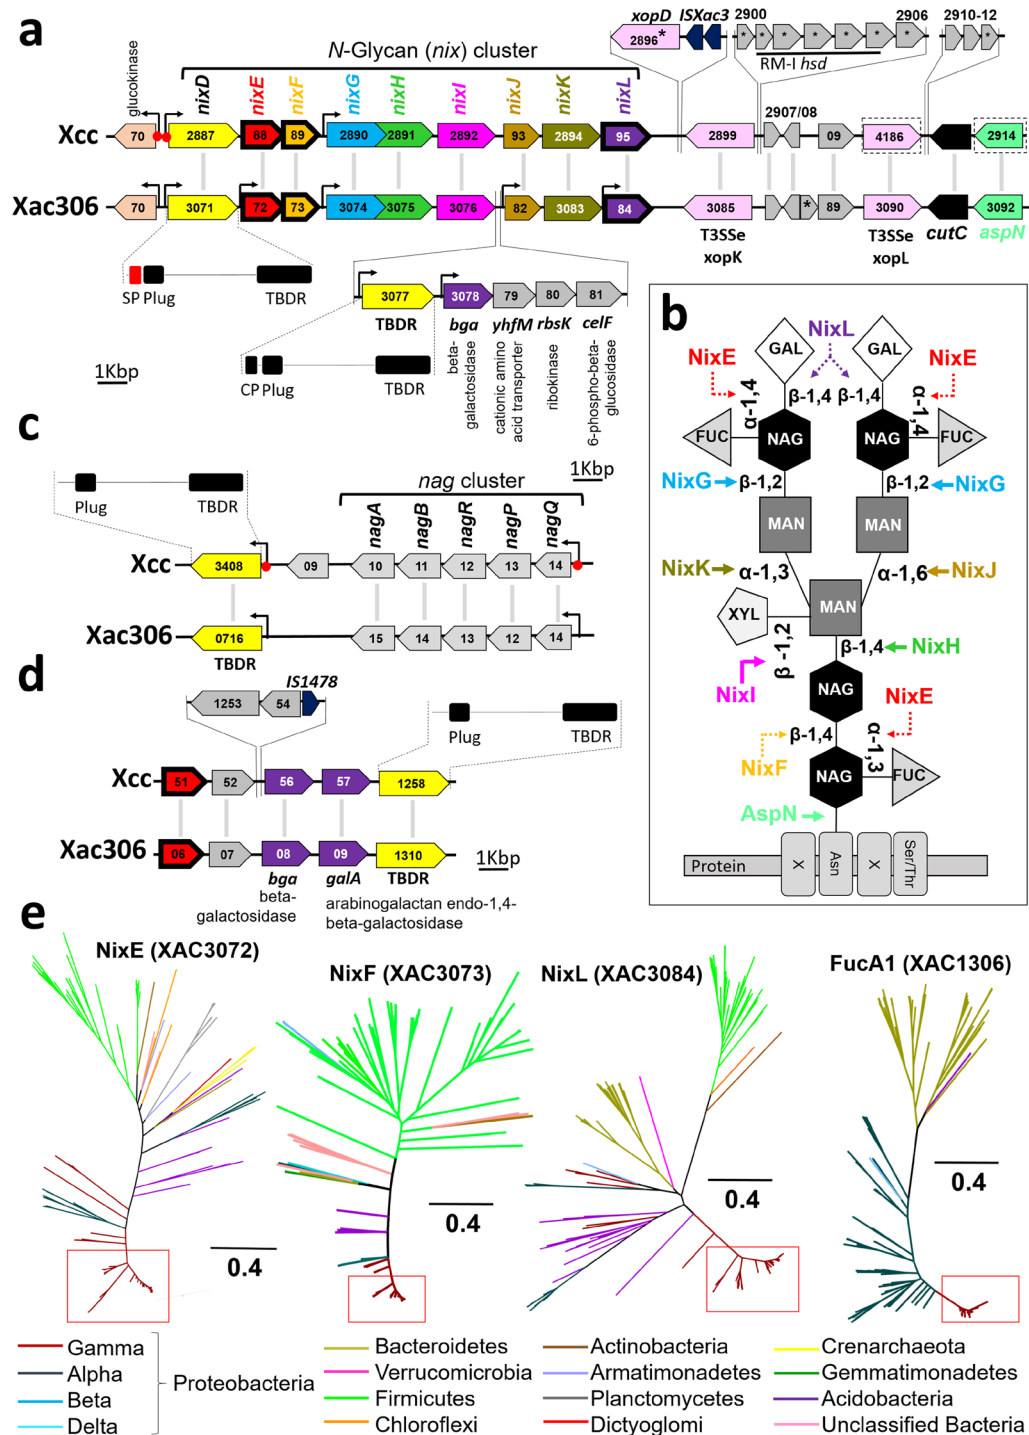 a
xopD
ISXac3
2900
2906
2910-12
2896*
* * * * * * *
RM-I hsd
N-Glycan (nix) cluster
glucokinase
nixD
nixE
nixF
nixG
nixH
nixI
nixJ
nixK
nixL
2907/08
Xcc
70
2887
88
89
2890
2891
2892
93
2894
95
2899
09
4186
2914
Xac306
70
3071
72
73
3074
3075
3076
82
3083
84
3085
*
89
3090
3092
T3SSe
xopK
T3SSe
xopL
cutC
aspN
SP Plug
TBDR
3077
3078
79
80
81
TBDR
bga
yhfM
rbsK
celF
beta-
galactosidase
cationic amino
acid transporter
ribokinase
6-phospho-beta-
glucosidase
1Kbp
CP Plug
TBDR
b
NixL
GAL
GAL
NixE
NixE
α-1,4
β-1,4
β-1,4
α-1,4
FUC
NAG
NAG
FUC
NixG
β-1,2
β-1,2
NixG
MAN
MAN
NixK
α-1,3
α-1,6
NixJ
XYL
MAN
β -1,2
β-1,4
NixH
NixI
NAG
NixE
β-1,4
α-1,3
NixF
NAG
FUC
AspN
Protein
X
Asn
X
Ser/Thr
c
1Kbp
Plug
TBDR
nag cluster
nagA
nagB
nagR
nagP
nagQ
Xcc
3408
09
10
11
12
13
14
Xac306
0716
15
14
13
12
14
TBDR
d
IS1478
1253
54
Plug
TBDR
Xcc
51
52
56
57
1258
Xac306
06
07
08
09
1310
1Kbp
bga
galA
TBDR
beta-
galactosidase
arabinogalactan endo-1,4-
beta-galactosidase
e
NixE (XAC3072)
NixF (XAC3073)
NixL (XAC3084)
FucA1 (XAC1306)
0.4
0.4
0.4
0.4
Gamma
Alpha
Beta
Delta
Proteobacteria
Bacteroidetes
Verrucomicrobia
Firmicutes
Chloroflexi
Actinobacteria
Armatimonadetes
Planctomycetes
Dictyoglomi
Crenarchaeota
Gemmatimonadetes
Acidobacteria
Unclassified Bacteria